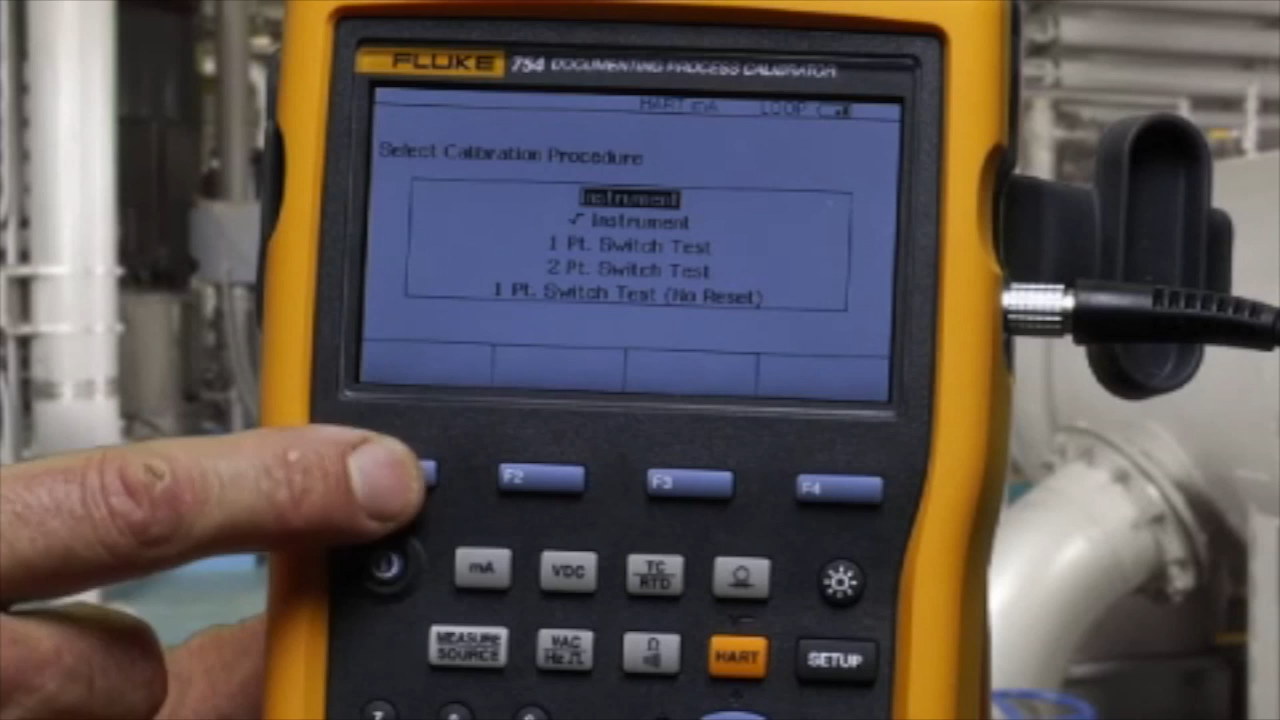 FLUKE 754 DOCUMENTING PROCESS CALIBRATOR
HART mA LOOP
Select Calibration Procedure
Instrument
√ Instrument
1 Pt. Switch Test
2 Pt. Switch Test
1 Pt. Switch Test (No Reset)
F2 F3 F4
mA VDC TC RTD
MEASURE SOURCE VAC Hz Ω HART SETUP